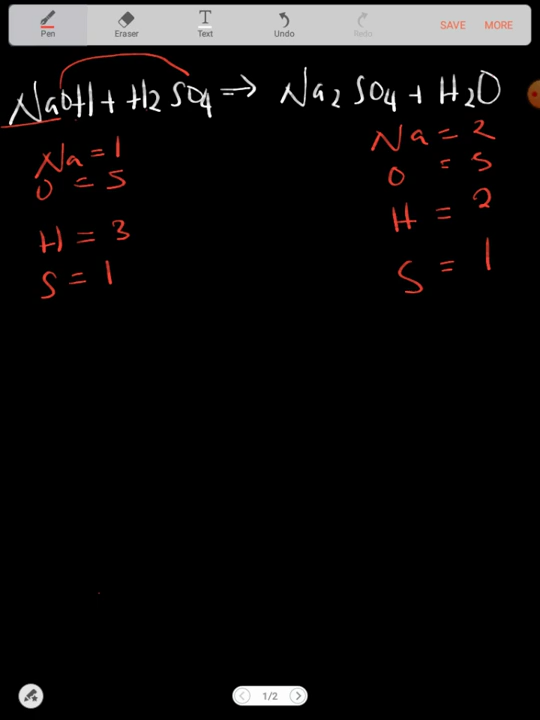 Pen Eraser Text Undo Redo SAVE MORE
NaOH + H2SO4 → Na2SO4 + H2O
Na = 1
O = 5
H = 3
S = 1
Na = 2
O = 5
H = 2
S = 1
1/2